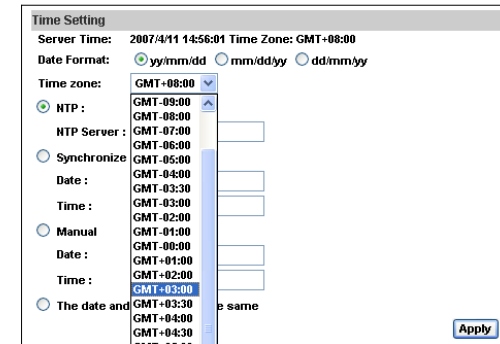 Time Setting
Server Time: 2007/4/11 14:56:01 Time Zone: GMT+08:00
Date Format: yy/mm/dd mm/dd/yy dd/mm/yy
Time zone: GMT+08:00
GMT-09:00
NTP :
GMT-08:00
NTP Server :
GMT-07:00
GMT-06:00
Synchronize
GMT-05:00
GMT-04:00
Date :
GMT-03:30
GMT-03:00
Time :
GMT-02:00
Manual
GMT-01:00
GMT-00:00
Date :
GMT+01:00
GMT+02:00
Time :
GMT+03:00
The date and
GMT+03:30
e same
GMT+04:00
GMT+04:30
Apply